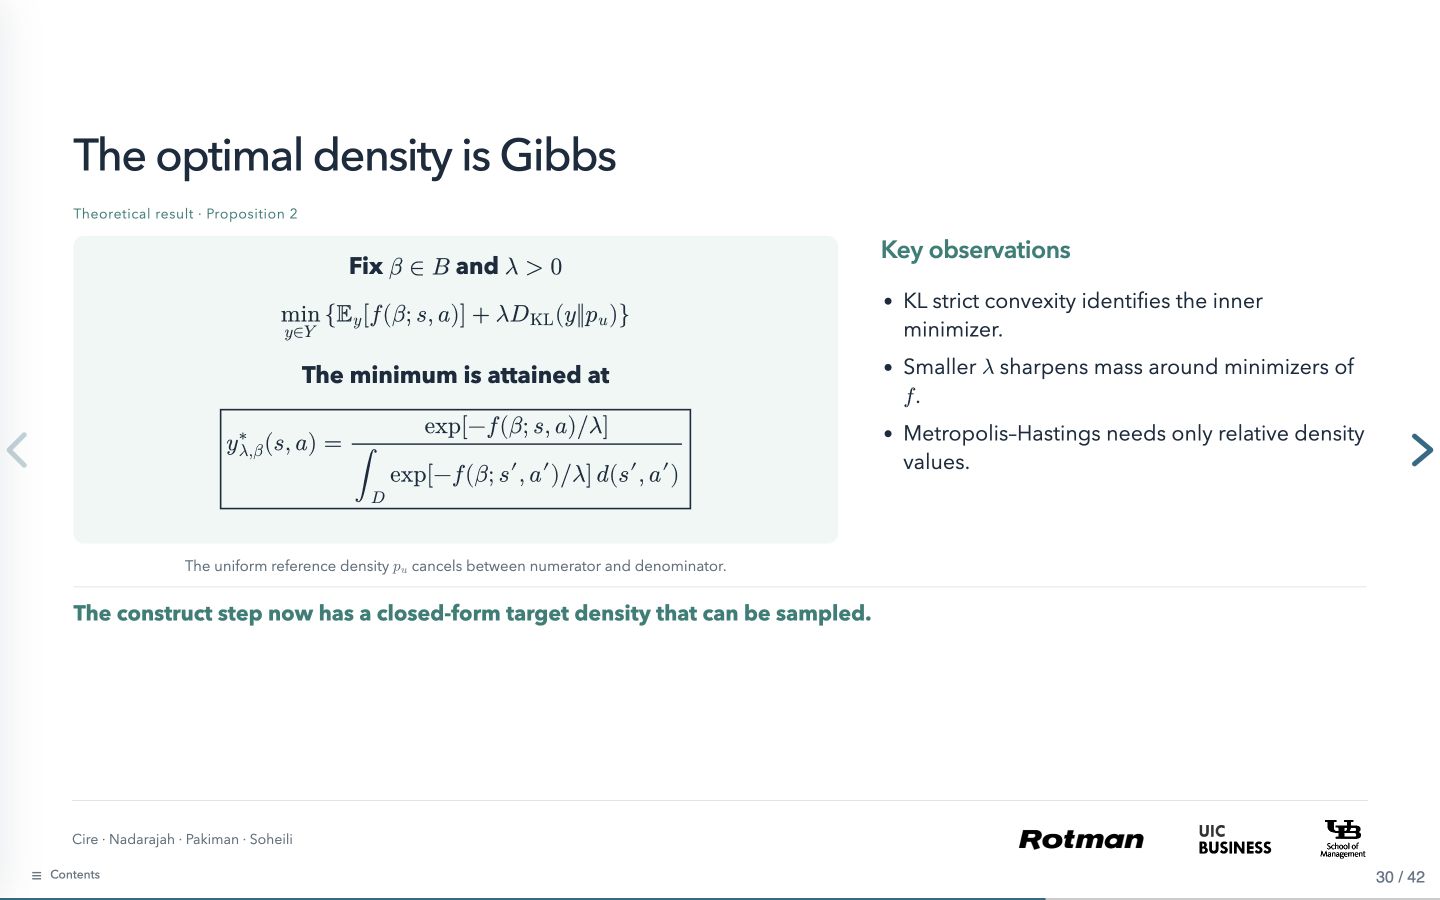 The optimal density is Gibbs
Theoretical result · Proposition 2
Fix β ∈ B and λ > 0
min_{y∈Y} {𝔼_y[f(β; s, a)] + λD_KL(y‖p_u)}
The minimum is attained at
y*_{λ,β}(s, a) = exp[−f(β; s, a)/λ] / ∫_D exp[−f(β; s′, a′)/λ] d(s′, a′)
The uniform reference density p_u cancels between numerator and denominator.
Key observations
• KL strict convexity identifies the inner
minimizer.
• Smaller λ sharpens mass around minimizers of
f.
• Metropolis–Hastings needs only relative density
values.
The construct step now has a closed-form target density that can be sampled.
Cire · Nadarajah · Pakiman · Soheili
Rotman
UIC
BUSINESS
UB
School of
Management
≡ Contents
30 / 42